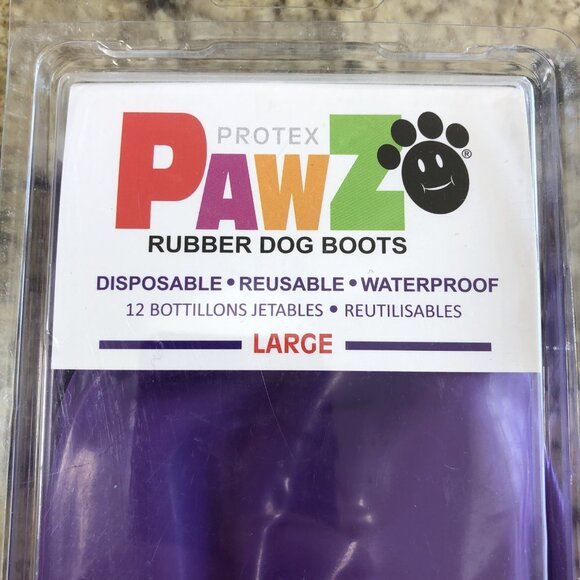 PROTEX
PAWZ ®
RUBBER DOG BOOTS
DISPOSABLE • REUSABLE • WATERPROOF
12 BOTTILLONS JETABLES • REUTILISABLES
LARGE